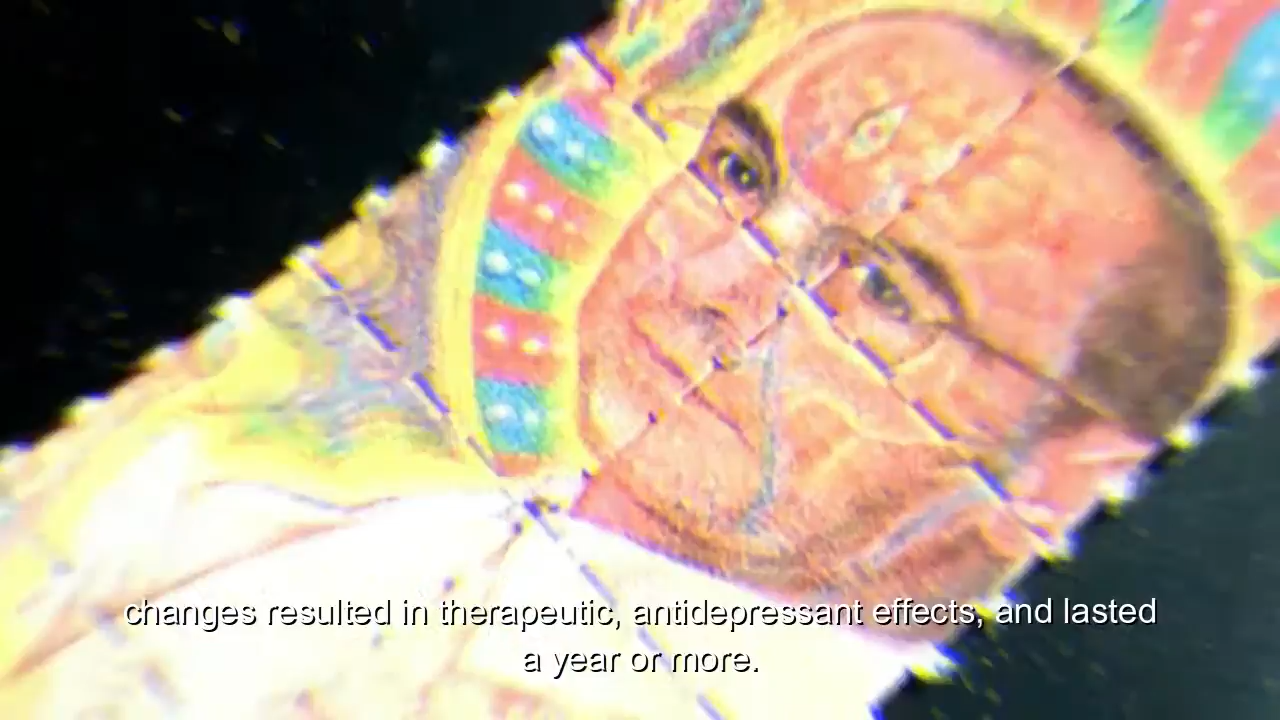 changes resulted in therapeutic, antidepressant effects, and lasted
a year or more.